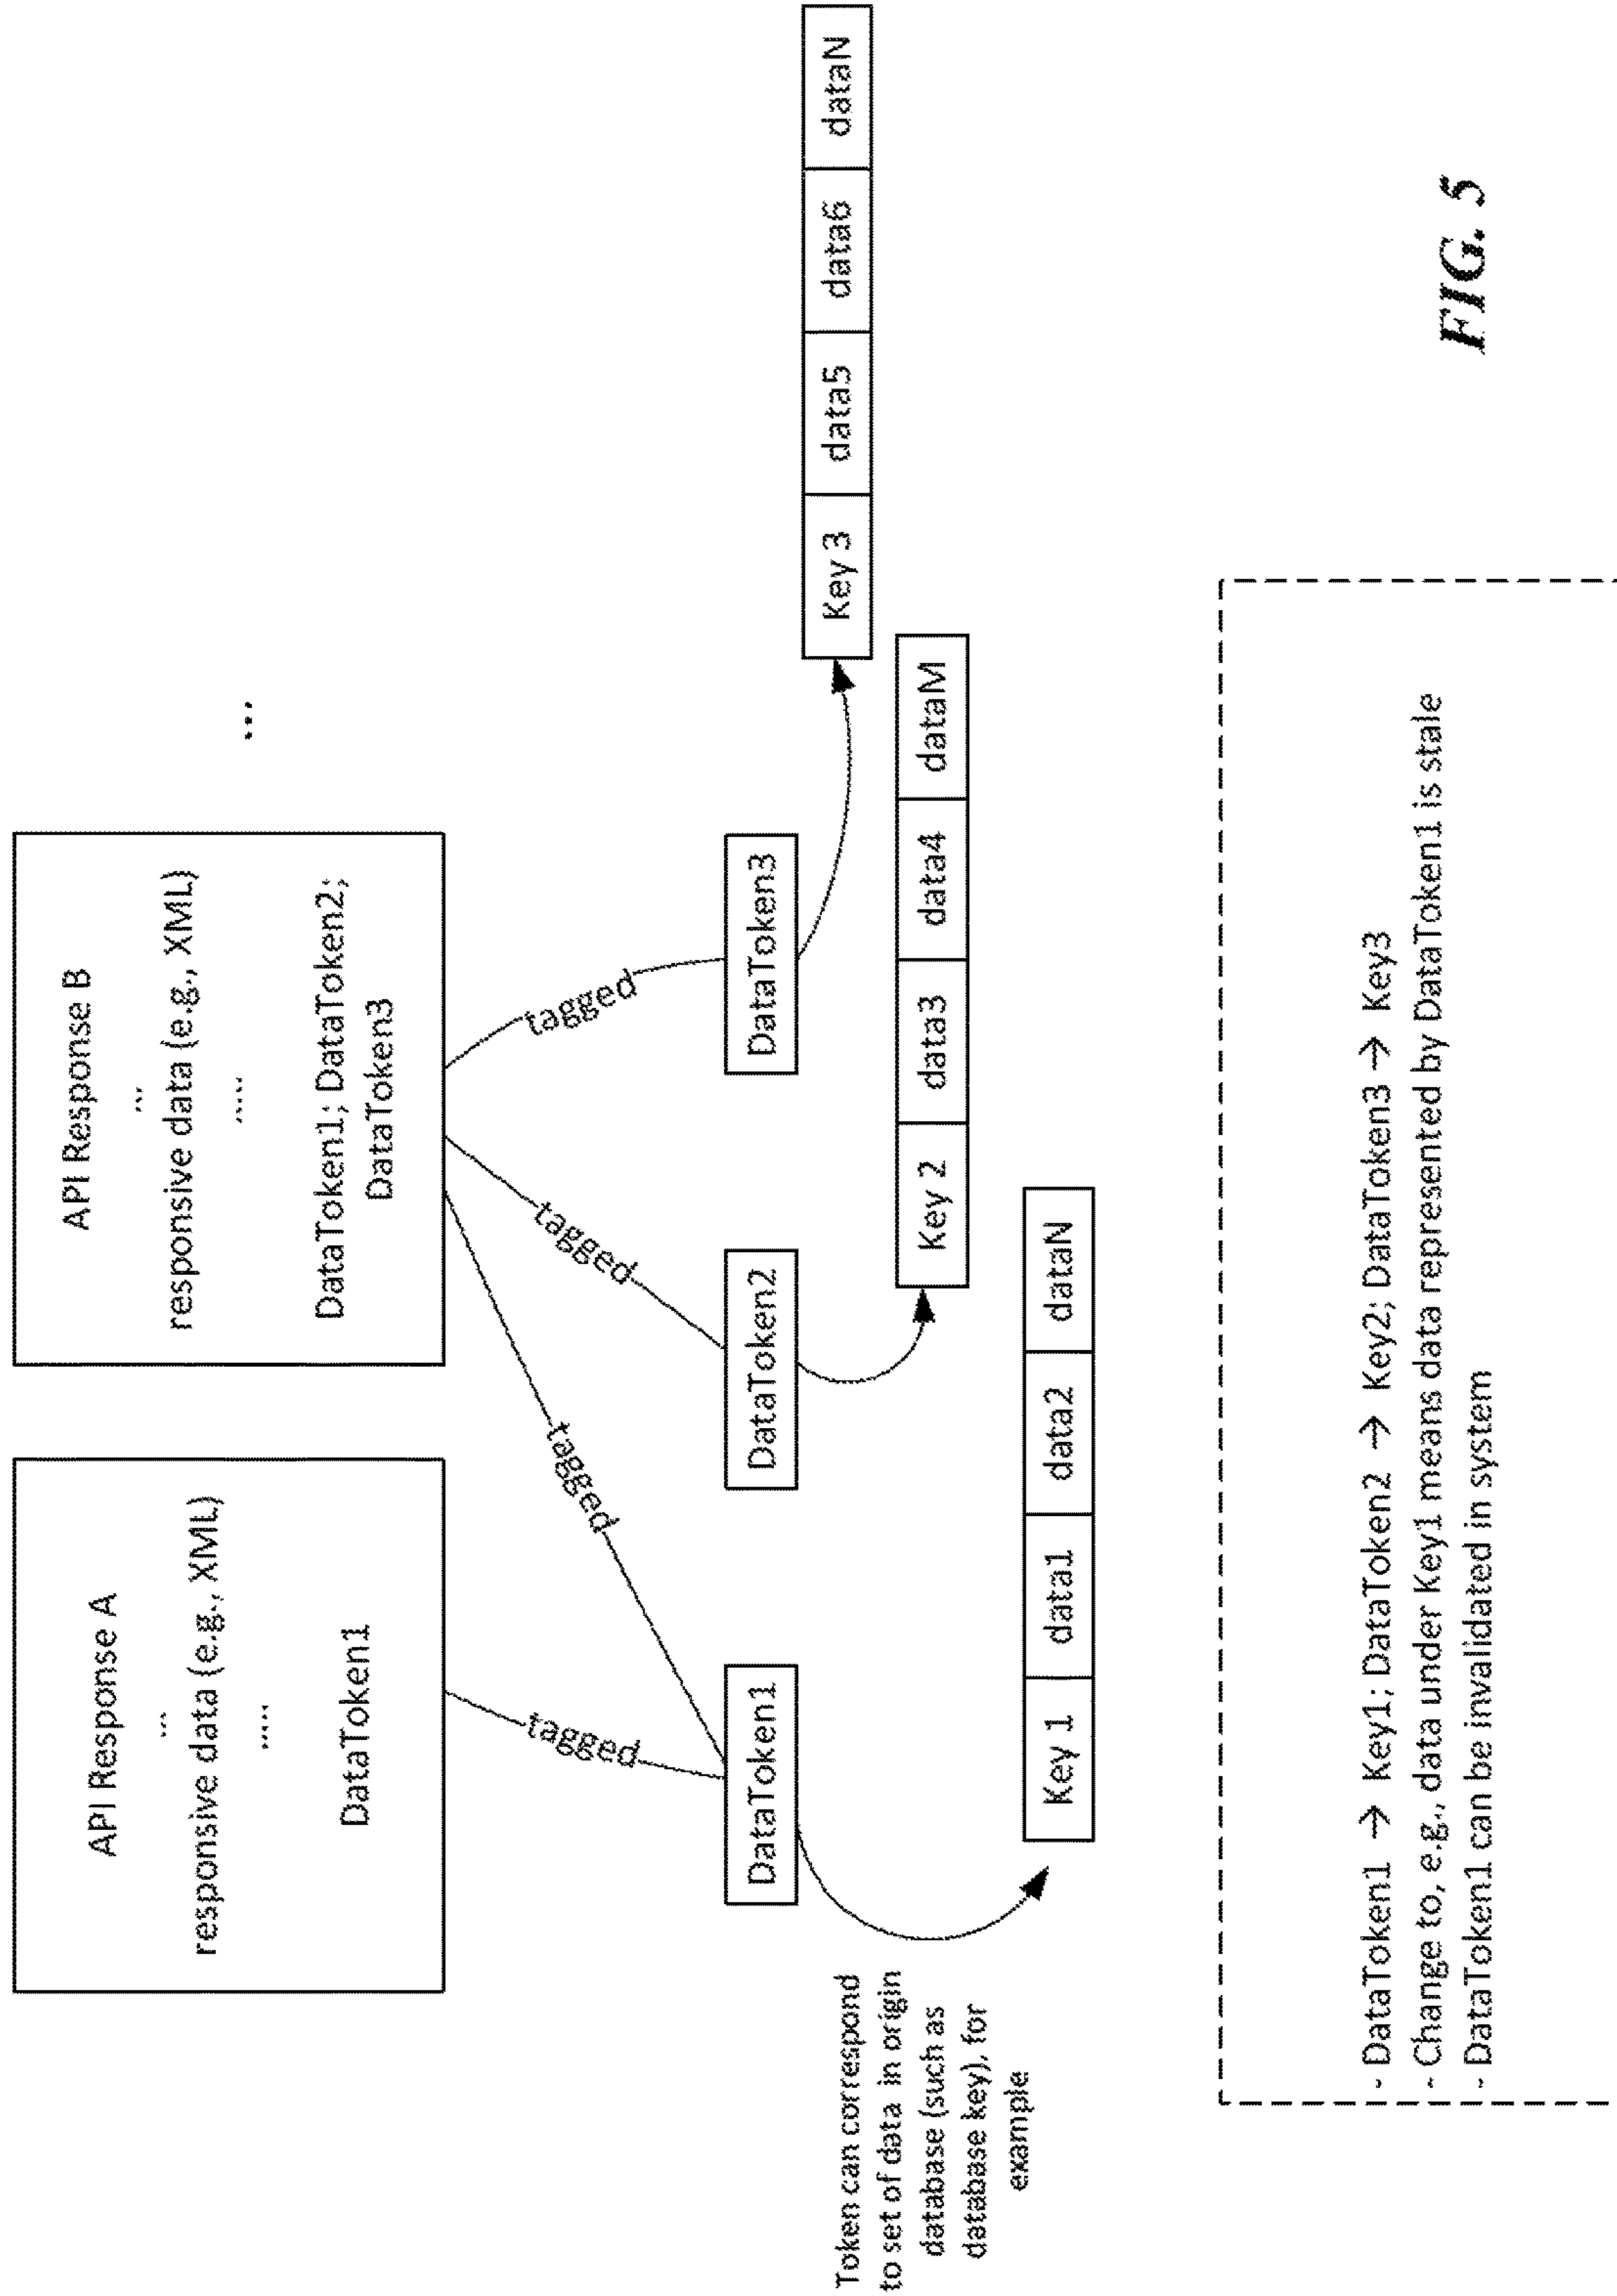 API Response A
...
responsive data (e.g., XML)
.....
DataToken1
API Response B
...
responsive data (e.g., XML)
.....
DataToken1; DataToken2;
DataToken3
...
tagged
tagged
tagged
tagged
DataToken1
DataToken2
DataToken3
Token can correspond
to set of data in origin
database (such as
database key), for
example
Key 3 data5 data6 dataN
Key 2 data3 data4 dataM
Key 1 data1 data2 dataN
- DataToken1 → Key1; DataToken2 → Key2; DataToken3 → Key3
- Change to, e.g., data under Key1 means data represented by DataToken1 is stale
- DataToken1 can be invalidated in system
FIG. 5